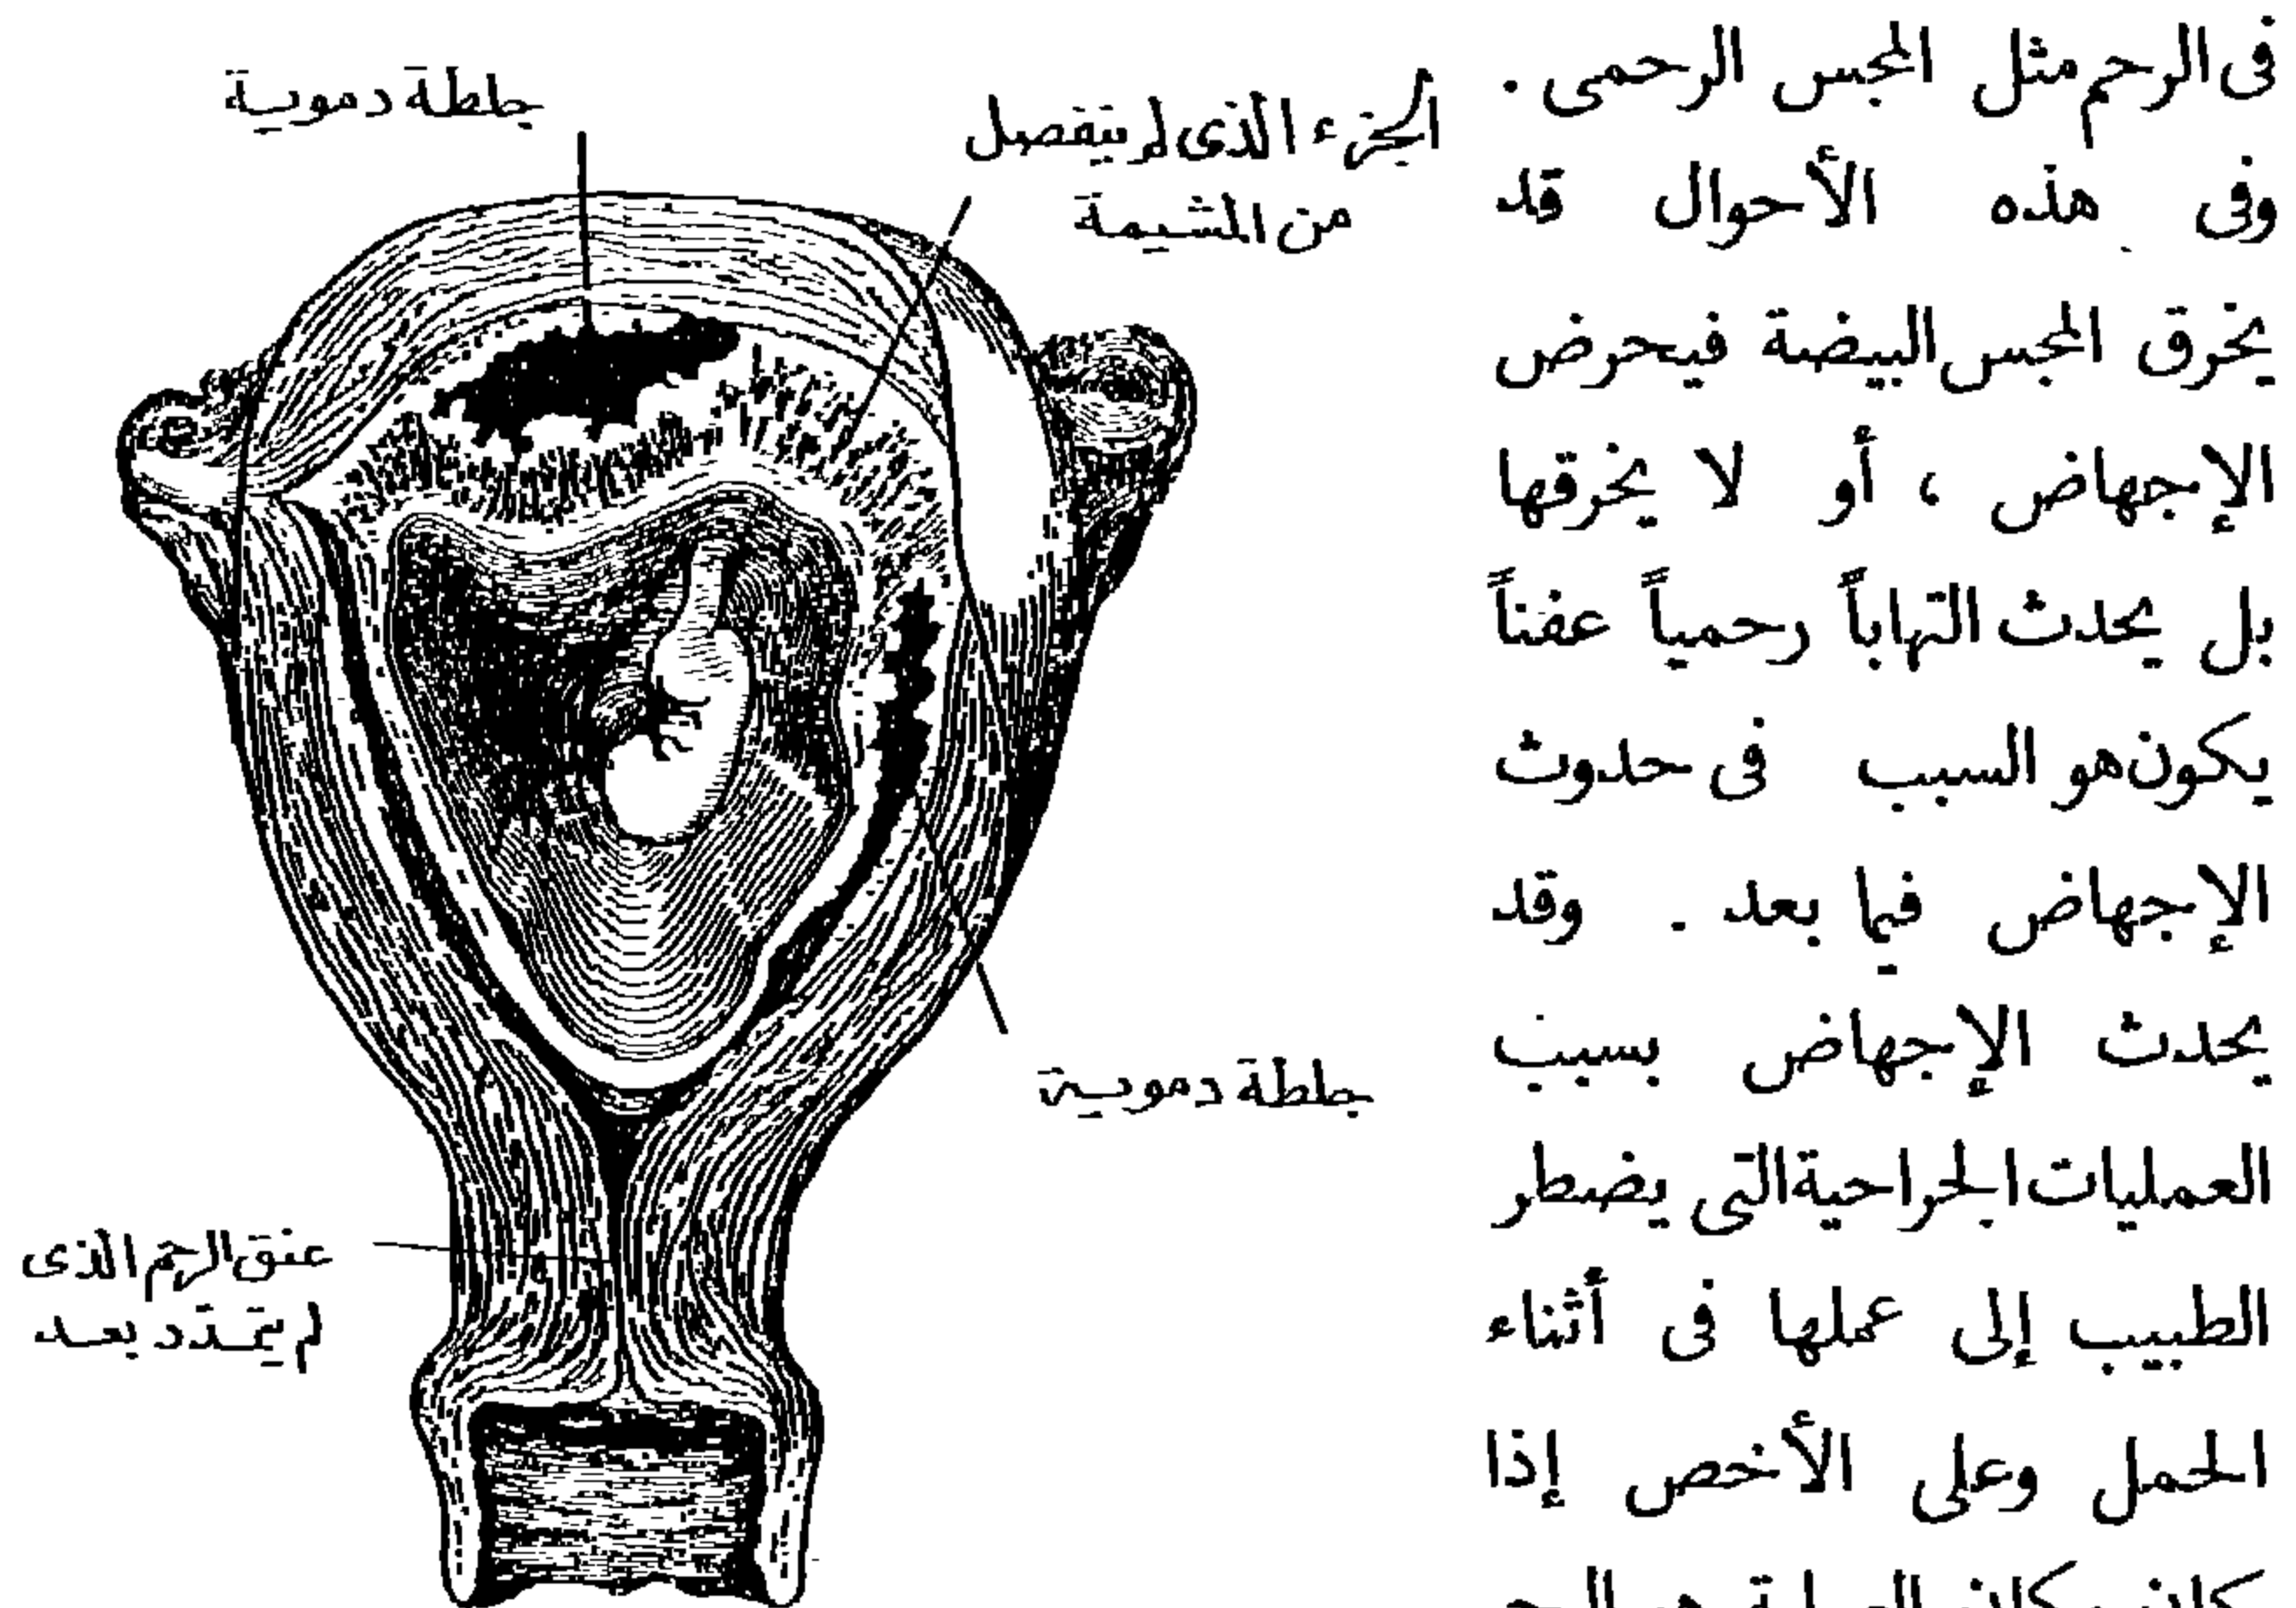 فى الرحم مثل المجس الرحمى .
وفى هذه الأحوال قد
يخرق المجس البيضة فيحرض
الإجهاض ، أو لا يخرقها
بل يحدث التهاباً رحمياً عفناً
يكون هو السبب فى حدوث
الإجهاض فيما بعد . وقد
يحدث الإجهاض بسبب
العمليات الجراحية التى يضطر
الطبيب إلى عملها فى أثناء
الحمل وعلى الأخص إذا
جلطة دموية
الجزء الذى لم ينفصل
من المشيمة
جلطة دموية
عنق الرحم الذى
لم يتمدد بعد